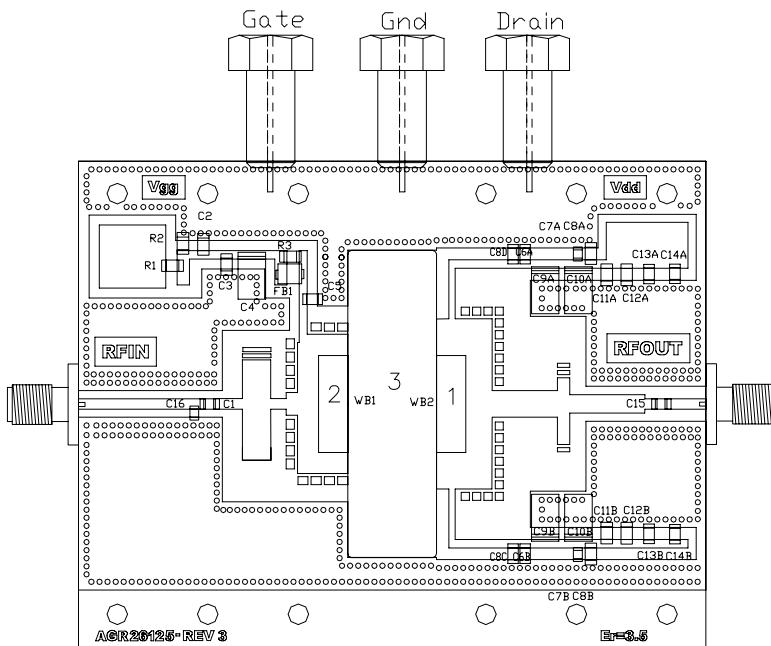 Gate Gnd Drain
Vgg Vdd
C2
C7A C8A
R2 R3 C8D C6A
R1 C13A C14A
C3 FB1 C5 C9A C10A
C4 C11A C12A
RFIN RFOUT
2 3 1
WB1 WB2
C16 C1 C15
C11B C12B
C9B C10B
C8C C6B C13B C14B
C7B C8B
AGR26125-REV 3 Er=3.5